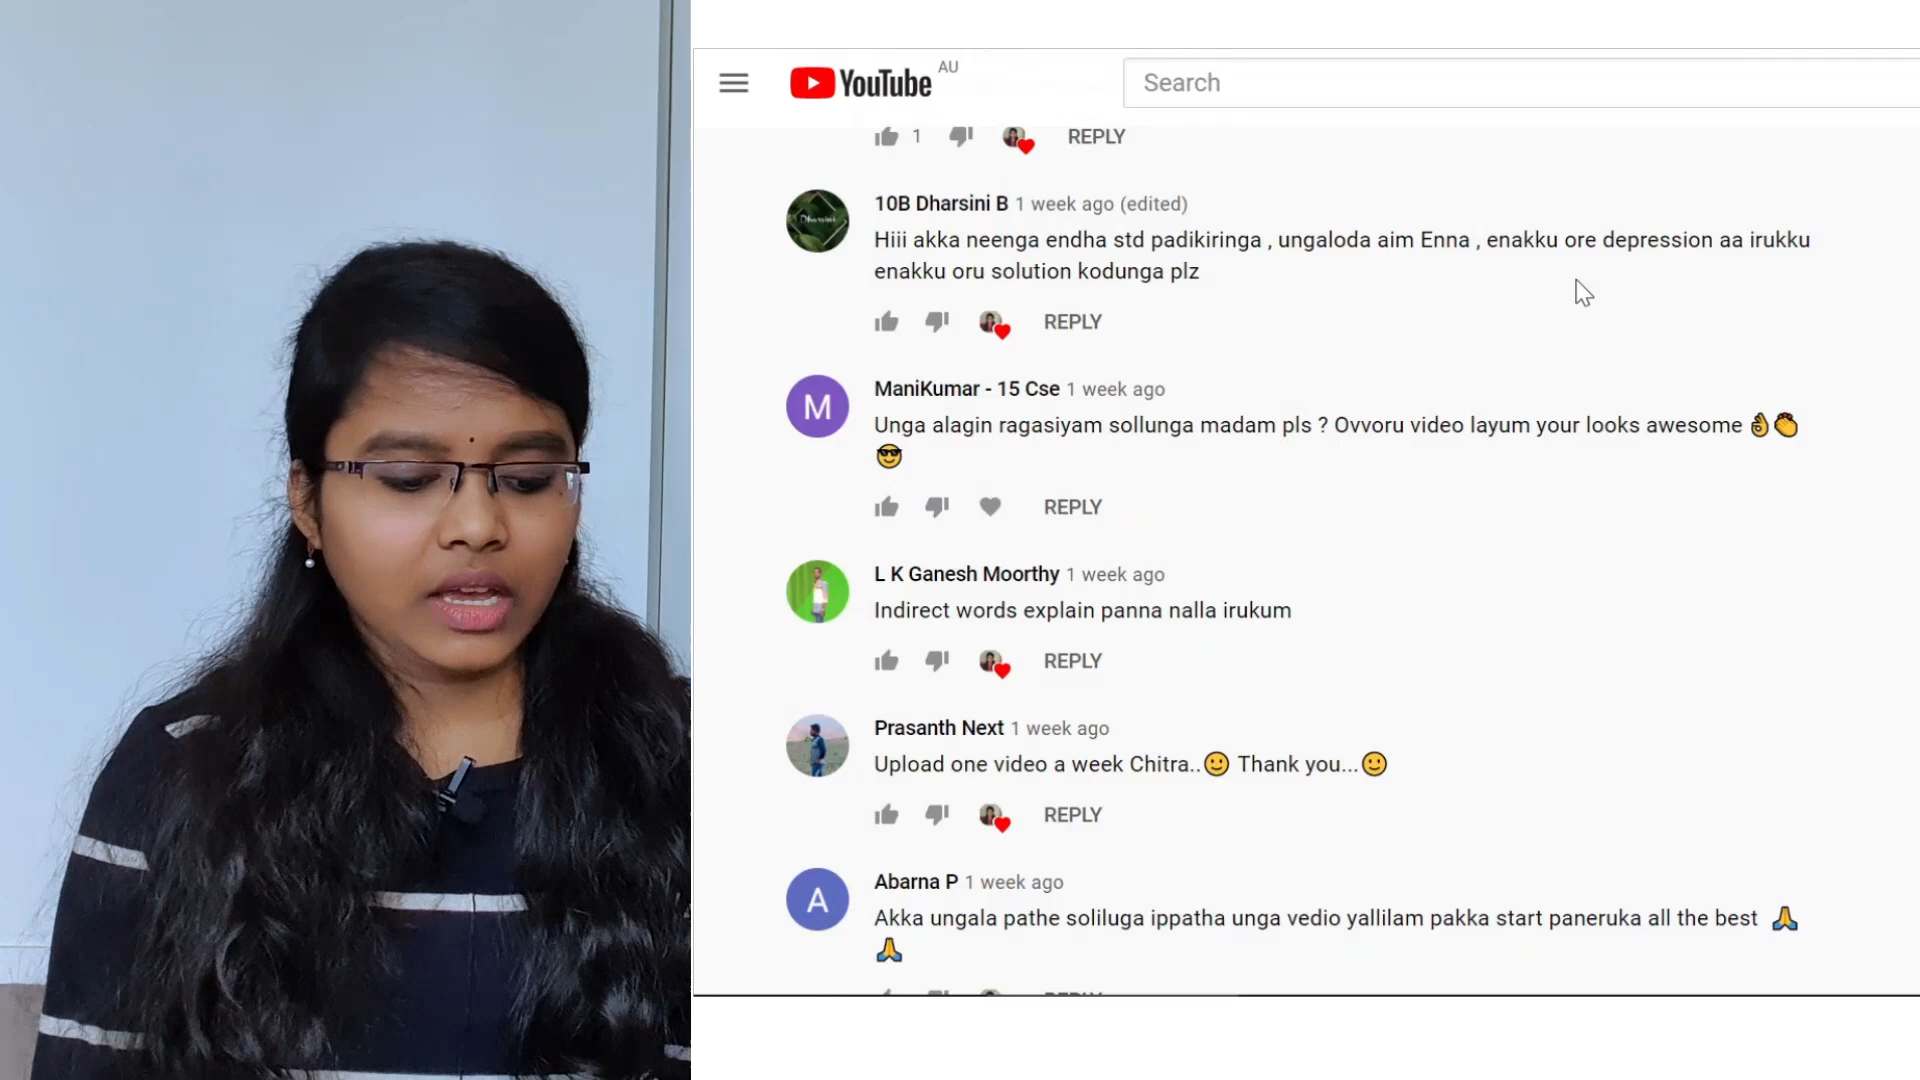 YouTube AU
Search
1 REPLY
10B Dharsini B 1 week ago (edited)
Hiii akka neenga endha std padikiringa , ungaloda aim Enna , enakku ore depression aa irukku
enakku oru solution kodunga plz
REPLY
M
ManiKumar - 15 Cse 1 week ago
Unga alagin ragasiyam sollunga madam pls ? Ovvoru video layum your looks awesome 👌👏
😎
REPLY
L K Ganesh Moorthy 1 week ago
Indirect words explain panna nalla irukum
REPLY
Prasanth Next 1 week ago
Upload one video a week Chitra..🙂 Thank you...🙂
REPLY
A
Abarna P 1 week ago
Akka ungala pathe soliluga ippatha unga vedio yallilam pakka start paneruka all the best 🙏
🙏